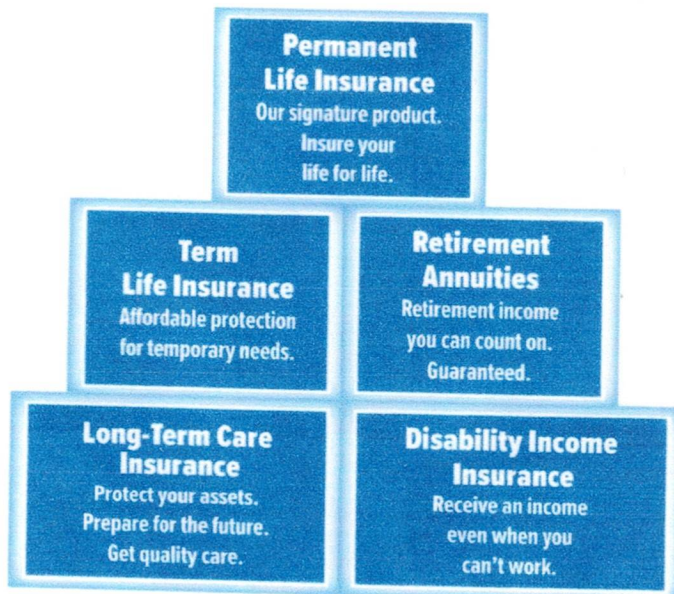 Permanent
Life Insurance
Our signature product.
Insure your
life for life.
Term
Life Insurance
Affordable protection
for temporary needs.
Retirement
Annuities
Retirement income
you can count on.
Guaranteed.
Long-Term Care
Insurance
Protect your assets.
Prepare for the future.
Get quality care.
Disability Income
Insurance
Receive an income
even when you
can't work.